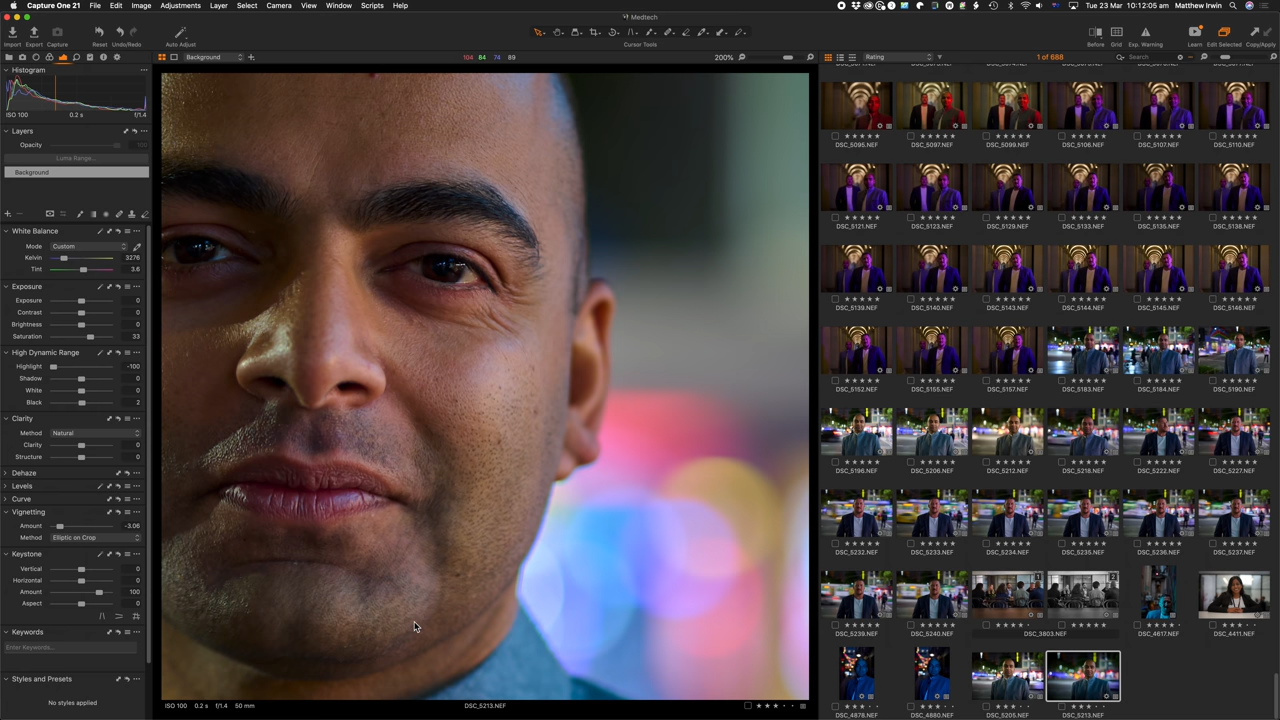 Capture One 21 File Edit Image Adjustments Layer Select Camera View Window Scripts Help Tue 23 Mar 10:12:05 am Matthew Irwin
Medtech
Import Export Capture Reset Undo/Redo Auto Adjust Cursor Tools Before Grid Exp. Warning Learn Edit Selected Copy/Apply
Background 104 84 74 89 200% Rating 1 of 688 Search
Histogram
ISO 100 0.2 s f/1.4
Layers
Opacity 100
Luma Range...
Background
White Balance
Mode Custom
Kelvin 3276
Tint 3.6
Exposure
Exposure 0
Contrast 0
Brightness 0
Saturation 33
High Dynamic Range
Highlight -100
Shadow 0
White 0
Black 2
Clarity
Method Natural
Clarity 0
Structure 0
Dehaze
Levels
Curve
Vignetting
Amount -3.06
Method Elliptic on Crop
Keystone
Vertical 0
Horizontal 0
Amount 100
Aspect 0
Keywords
Enter Keywords...
Styles and Presets
No styles applied
ISO 100 0.2 s f/1.4 50 mm DSC_5213.NEF
DSC_5095.NEF DSC_5097.NEF DSC_5099.NEF DSC_5106.NEF DSC_5107.NEF DSC_5110.NEF
DSC_5121.NEF DSC_5123.NEF DSC_5129.NEF DSC_5133.NEF DSC_5135.NEF DSC_5138.NEF
DSC_5139.NEF DSC_5140.NEF DSC_5143.NEF DSC_5144.NEF DSC_5145.NEF DSC_5146.NEF
DSC_5152.NEF DSC_5155.NEF DSC_5157.NEF DSC_5183.NEF DSC_5184.NEF DSC_5190.NEF
DSC_5196.NEF DSC_5206.NEF DSC_5212.NEF DSC_5218.NEF DSC_5222.NEF DSC_5227.NEF
DSC_5232.NEF DSC_5233.NEF DSC_5234.NEF DSC_5235.NEF DSC_5236.NEF DSC_5237.NEF
DSC_5239.NEF DSC_5240.NEF 1 2 DSC_3803.NEF DSC_4617.NEF DSC_4411.NEF
DSC_4878.NEF DSC_4880.NEF DSC_5205.NEF DSC_5213.NEF